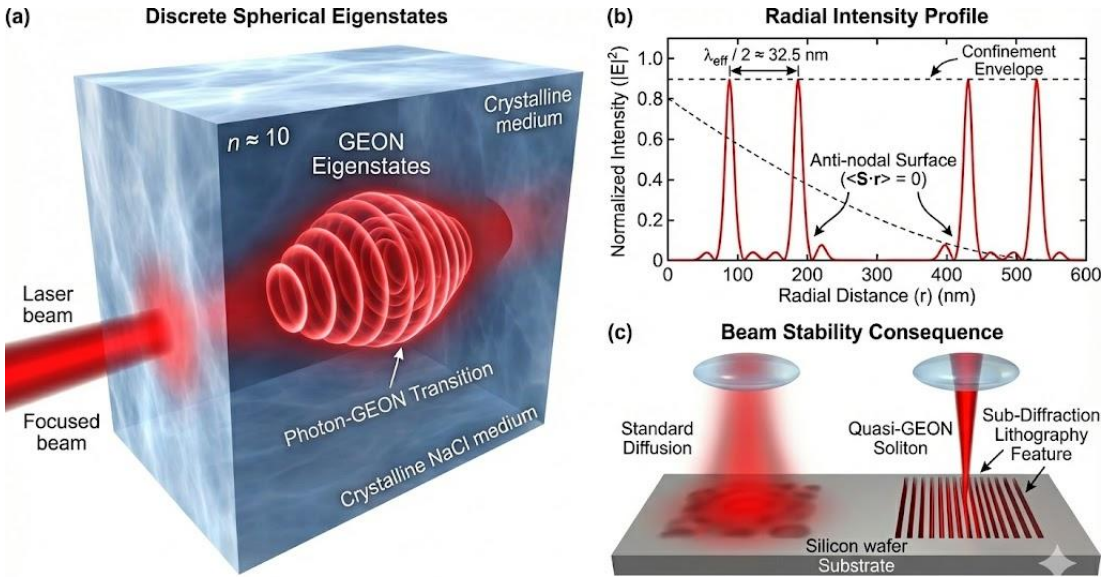 (a) Discrete Spherical Eigenstates
n ≈ 10
Crystalline
medium
GEON
Eigenstates
Laser
beam
Focused
beam
Photon-GEON Transition
Crystalline NaCl medium
(b) Radial Intensity Profile
Normalized Intensity (|E|²)
1.0
0.8
0.6
0.4
0.2
0
λeff / 2 ≈ 32.5 nm
Confinement
Envelope
Anti-nodal Surface
(<S·r> = 0)
0 100 200 300 400 500 600
Radial Distance (r) (nm)
(c) Beam Stability Consequence
Standard
Diffusion
Quasi-GEON
Soliton
Sub-Diffraction
Lithography
Feature
Silicon wafer
Substrate